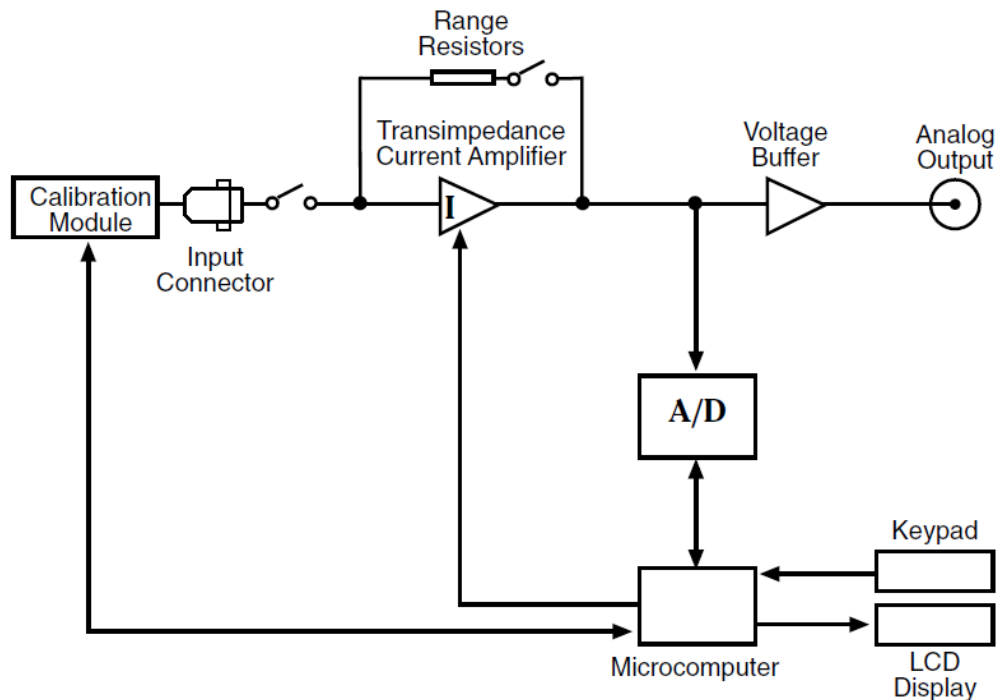 Range
Resistors
Transimpedance
Current Amplifier
Voltage
Buffer
Analog
Output
Calibration
Module
I
Input
Connector
A/D
Keypad
Microcomputer
LCD
Display